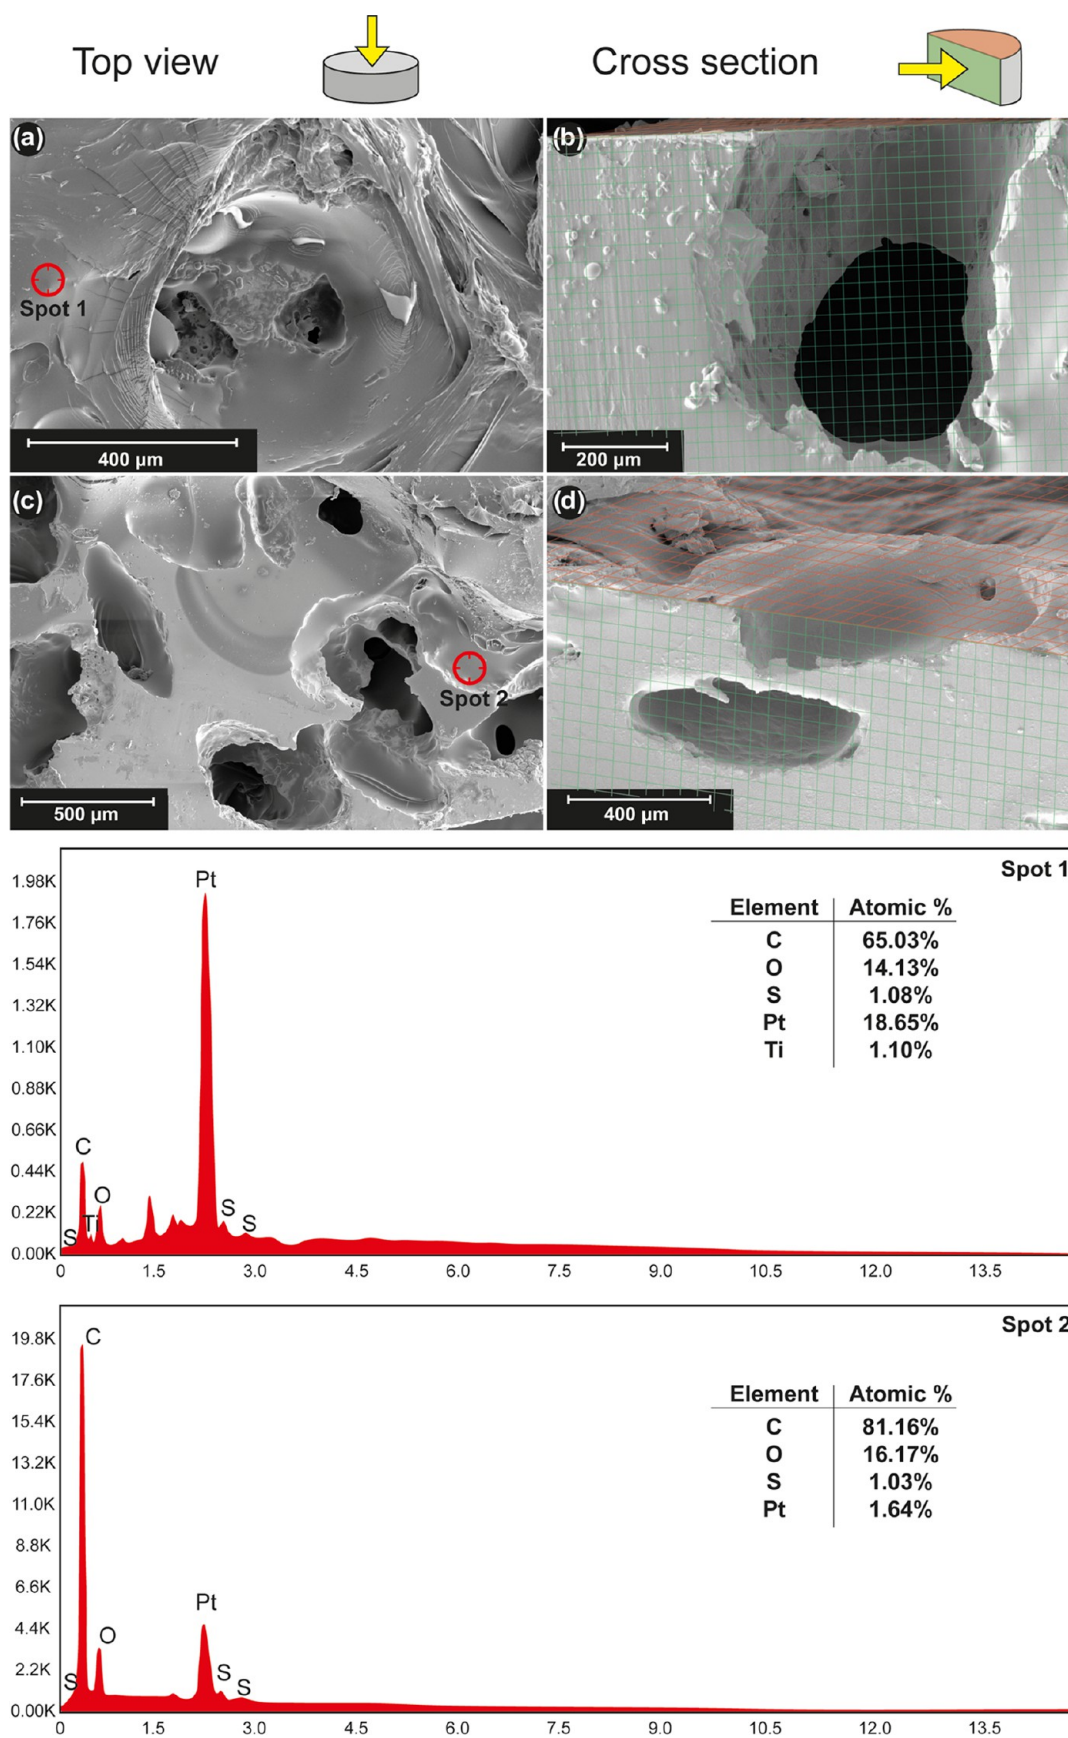 Top view
Cross section
(a)
Spot 1
400 µm
(b)
200 µm
(c)
Spot 2
500 µm
(d)
400 µm
Spot 1
Element Atomic %
C 65.03%
O 14.13%
S 1.08%
Pt 18.65%
Ti 1.10%
1.98K
1.76K
1.54K
1.32K
1.10K
0.88K
0.66K
0.44K
0.22K
0.00K
Pt
C
O
Ti
S
S
S
0 1.5 3.0 4.5 6.0 7.5 9.0 10.5 12.0 13.5
Spot 2
Element Atomic %
C 81.16%
O 16.17%
S 1.03%
Pt 1.64%
19.8K
17.6K
15.4K
13.2K
11.0K
8.8K
6.6K
4.4K
2.2K
0.00K
C
Pt
O
S
S
S
0 1.5 3.0 4.5 6.0 7.5 9.0 10.5 12.0 13.5